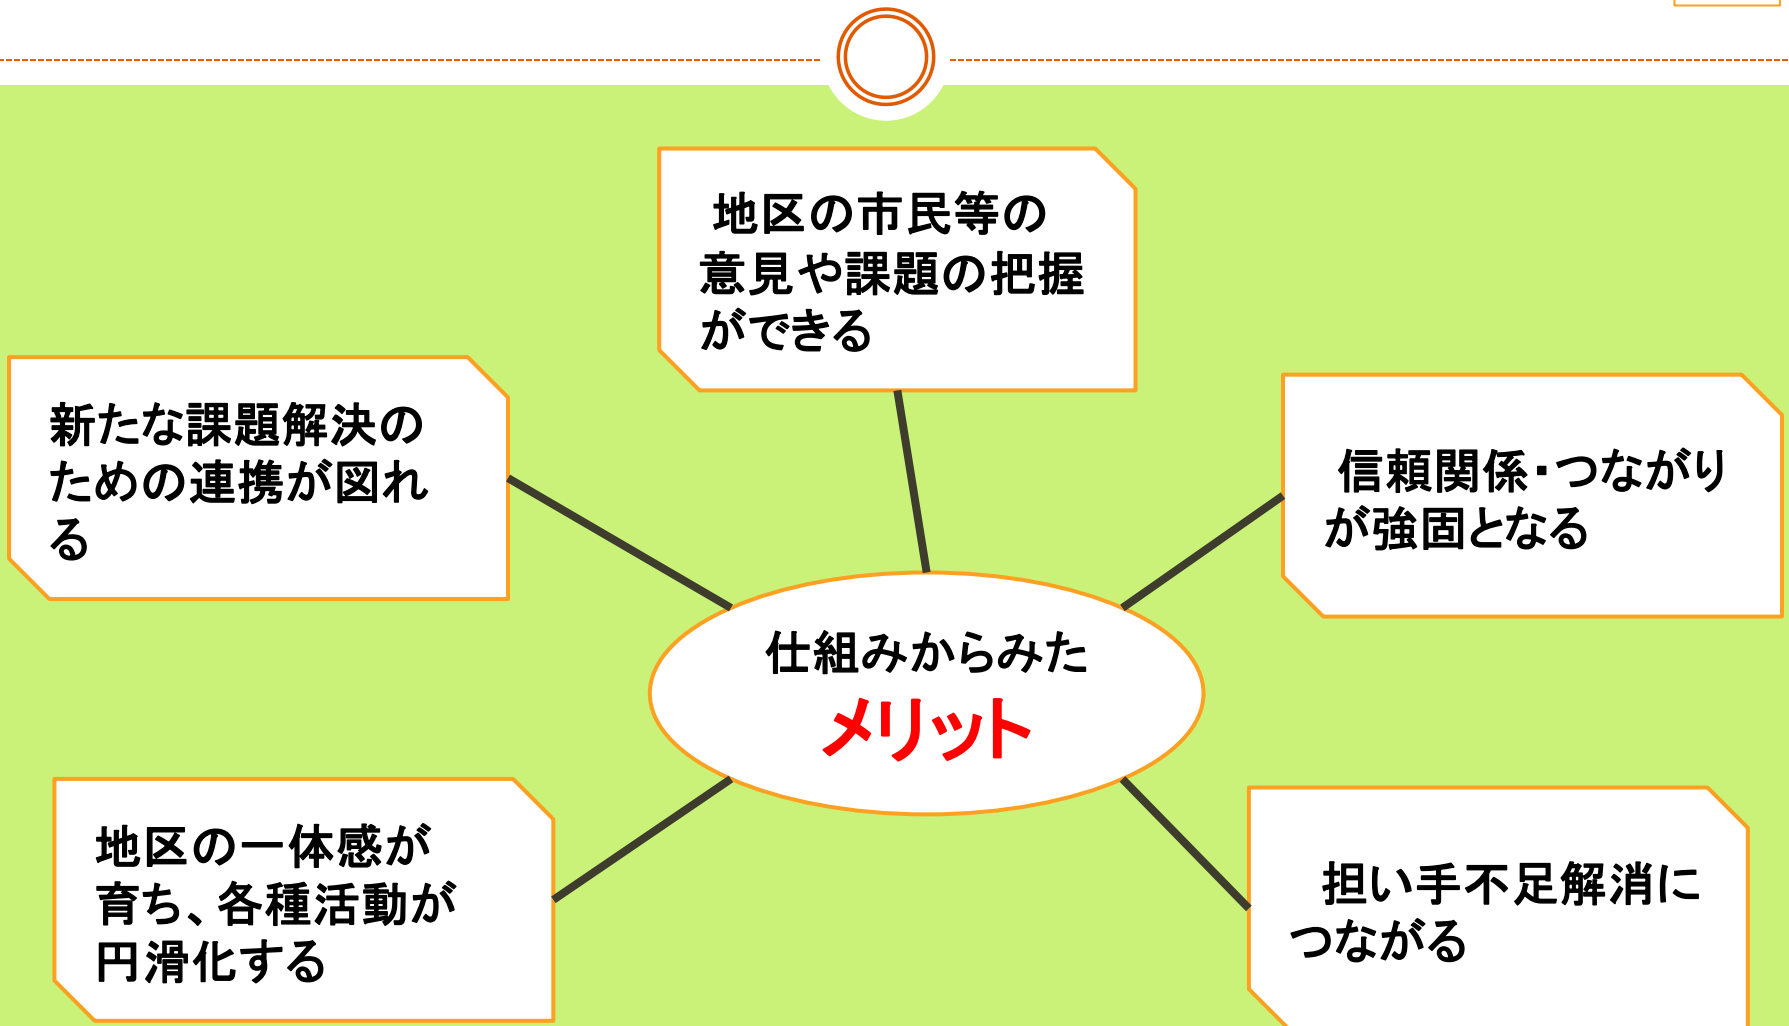 地区の市民等の
意見や課題の把握
ができる
新たな課題解決の
ための連携が図れ
る
信頼関係・つながり
が強固となる
仕組みからみた
メリット
地区の一体感が
育ち、各種活動が
円滑化する
担い手不足解消に
つながる